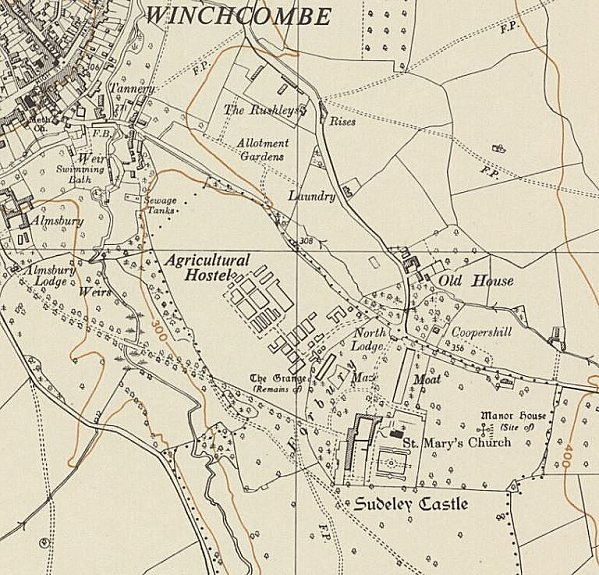 WINCHCOMBE
F.P.
F.P.
306
Tannery
The Rushleys
Rises
Meth.
Ch.
F.B.
Allotment
Gardens
Weir
Swimming
Bath
F.P.
Laundry
Sewage
Tanks
Almsbury
308
Agricultural
Hostel
Almsbury
Lodge
Weirs
Old House
300
North
Lodge
Coopershill
356
The Grange
(Remains of)
Maze
Moat
Manor House
(Site of)
St. Mary's Church
400
Sudeley Castle
F.P.